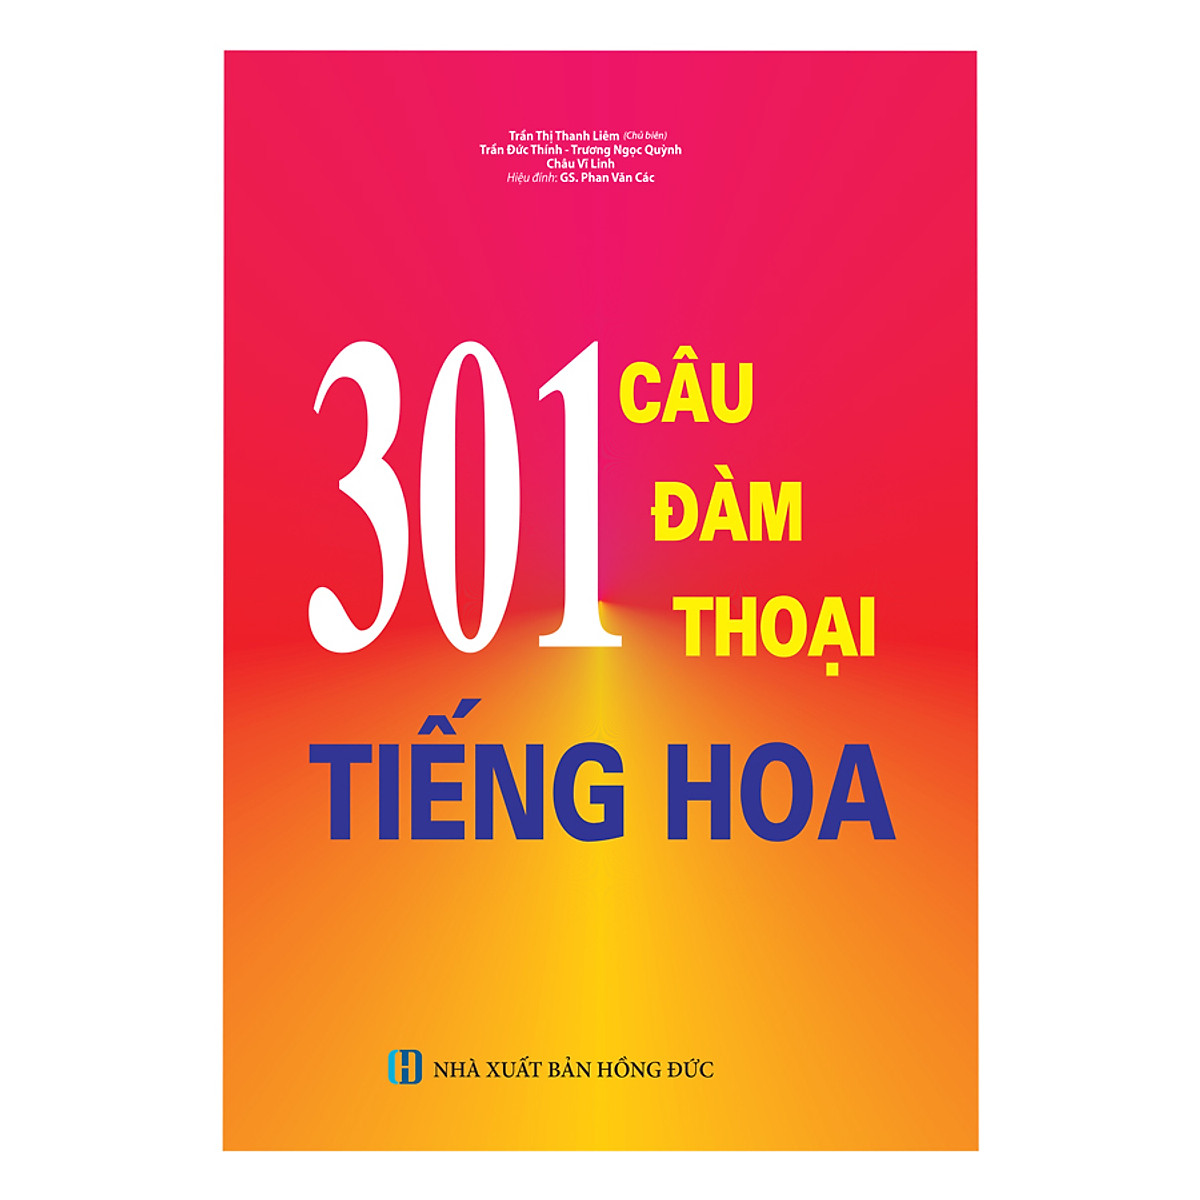 Trần Thị Thanh Liêm (Chủ biên)
Trần Đức Thính - Trương Ngọc Quỳnh
Châu Vĩ Linh
Hiệu đính: GS. Phan Văn Các
301 CÂU
ĐÀM
THOẠI
TIẾNG HOA
NHÀ XUẤT BẢN HỒNG ĐỨC